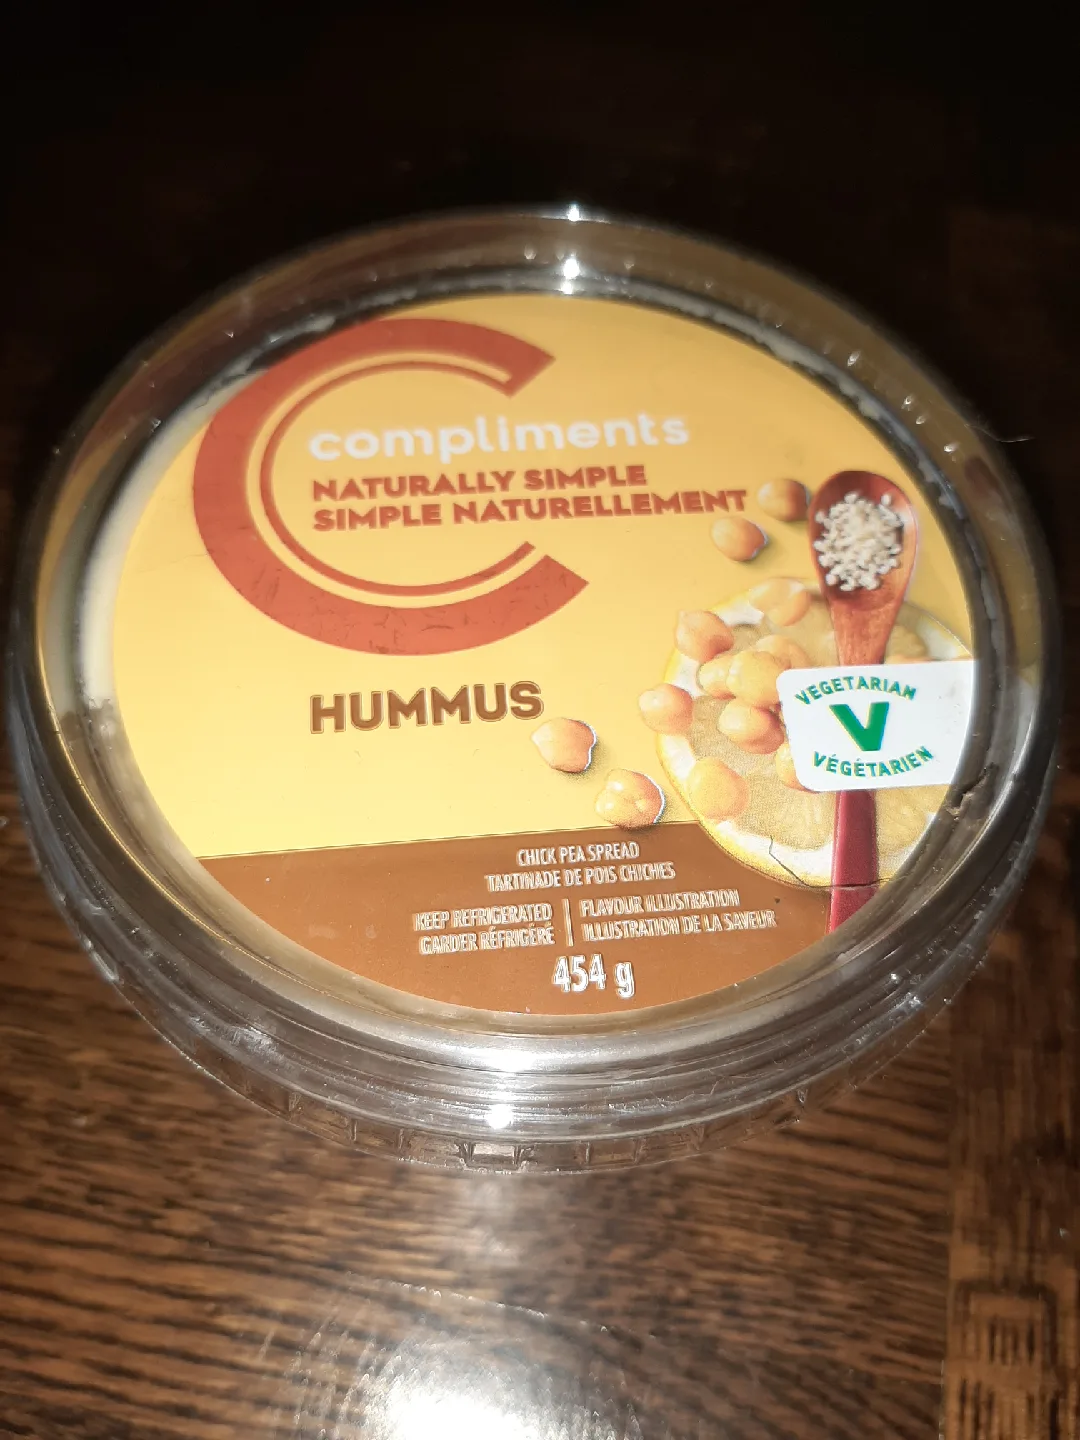 compliments
NATURALLY SIMPLE
SIMPLE NATURELLEMENT
HUMMUS
VEGETARIAN
V
VÉGÉTARIEN
CHICK PEA SPREAD
TARTINADE DE POIS CHICHES
KEEP REFRIGERATED
GARDER RÉFRIGÉRÉ
FLAVOUR ILLUSTRATION
ILLUSTRATION DE LA SAVEUR
454 g